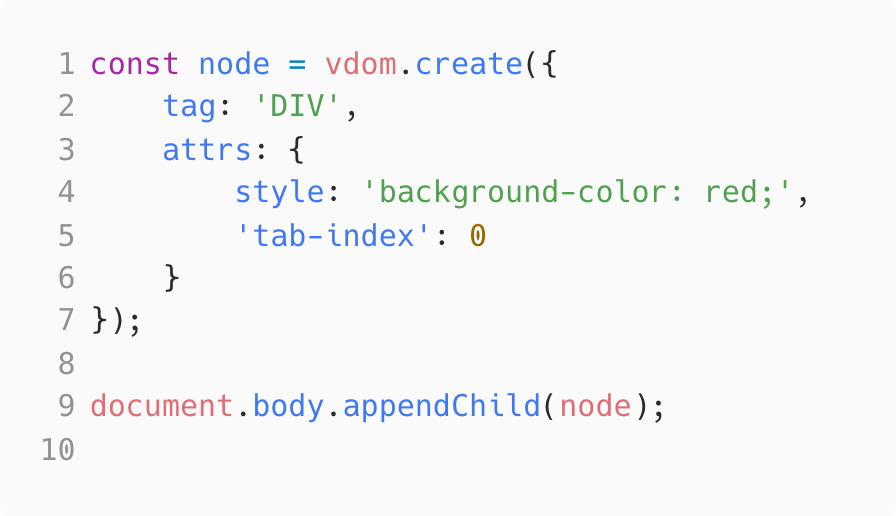 1 const node = vdom.create({
2     tag: 'DIV',
3     attrs: {
4         style: 'background-color: red;',
5         'tab-index': 0
6     }
7 });
8
9 document.body.appendChild(node);
10